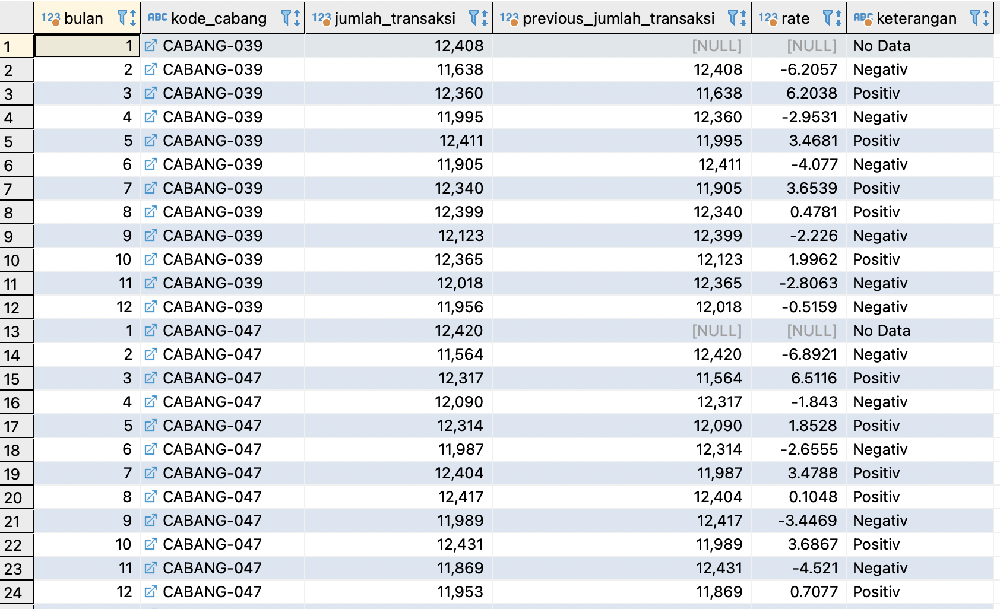 123 bulan ABC kode_cabang 123 jumlah_transaksi 123 previous_jumlah_transaksi 123 rate ABC keterangan
1 1 CABANG-039 12,408 [NULL] [NULL] No Data
2 2 CABANG-039 11,638 12,408 -6.2057 Negativ
3 3 CABANG-039 12,360 11,638 6.2038 Positiv
4 4 CABANG-039 11,995 12,360 -2.9531 Negativ
5 5 CABANG-039 12,411 11,995 3.4681 Positiv
6 6 CABANG-039 11,905 12,411 -4.077 Negativ
7 7 CABANG-039 12,340 11,905 3.6539 Positiv
8 8 CABANG-039 12,399 12,340 0.4781 Positiv
9 9 CABANG-039 12,123 12,399 -2.226 Negativ
10 10 CABANG-039 12,365 12,123 1.9962 Positiv
11 11 CABANG-039 12,018 12,365 -2.8063 Negativ
12 12 CABANG-039 11,956 12,018 -0.5159 Negativ
13 1 CABANG-047 12,420 [NULL] [NULL] No Data
14 2 CABANG-047 11,564 12,420 -6.8921 Negativ
15 3 CABANG-047 12,317 11,564 6.5116 Positiv
16 4 CABANG-047 12,090 12,317 -1.843 Negativ
17 5 CABANG-047 12,314 12,090 1.8528 Positiv
18 6 CABANG-047 11,987 12,314 -2.6555 Negativ
19 7 CABANG-047 12,404 11,987 3.4788 Positiv
20 8 CABANG-047 12,417 12,404 0.1048 Positiv
21 9 CABANG-047 11,989 12,417 -3.4469 Negativ
22 10 CABANG-047 12,431 11,989 3.6867 Positiv
23 11 CABANG-047 11,869 12,431 -4.521 Negativ
24 12 CABANG-047 11,953 11,869 0.7077 Positiv